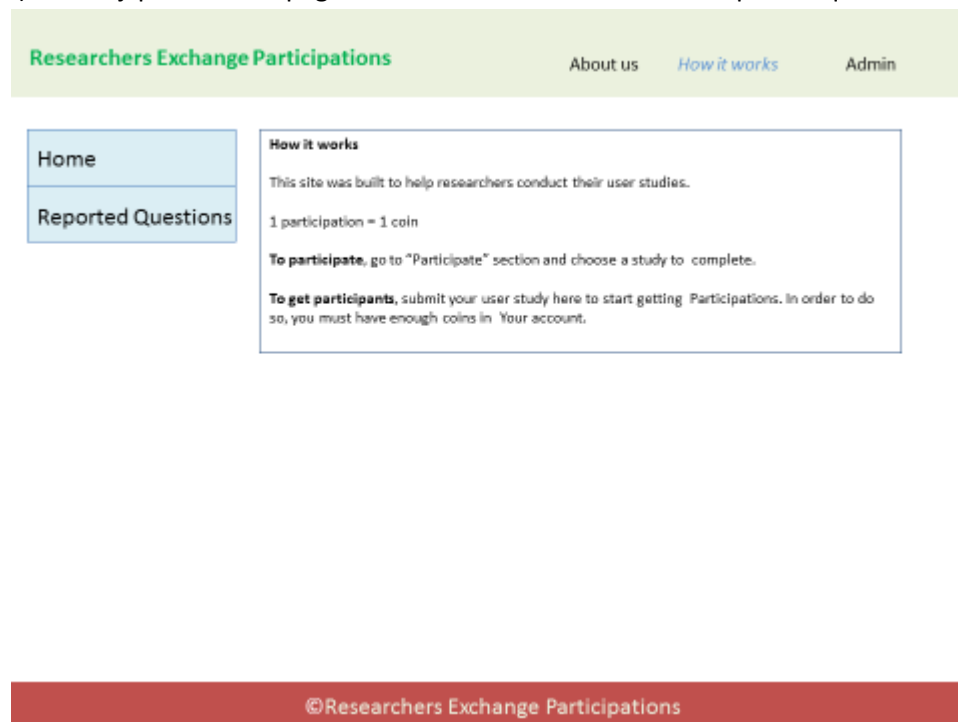 Researchers Exchange Participations
About us How it works Admin
Home
Reported Questions
How it works
This site was built to help researchers conduct their user studies.
1 participation = 1 coin
To participate, go to “Participate” section and choose a study to complete.
To get participants, submit your user study here to start getting Participations. In order to do
so, you must have enough coins in Your account.
©Researchers Exchange Participations